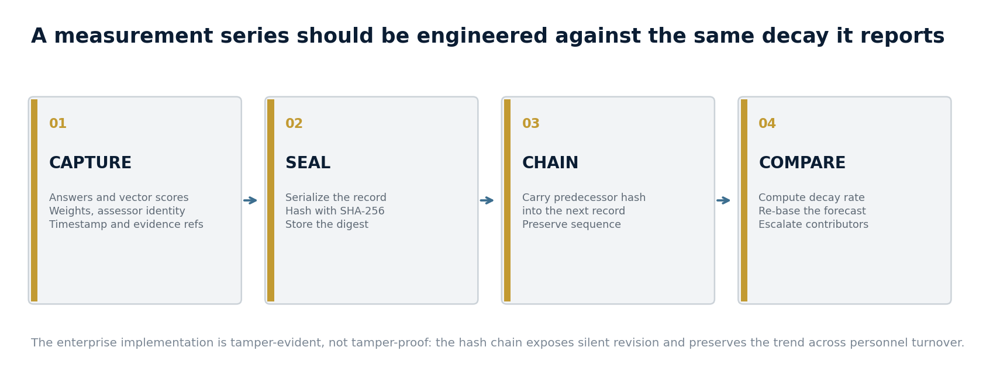 A measurement series should be engineered against the same decay it reports
01
CAPTURE
Answers and vector scores
Weights, assessor identity
Timestamp and evidence refs
02
SEAL
Serialize the record
Hash with SHA-256
Store the digest
03
CHAIN
Carry predecessor hash
into the next record
Preserve sequence
04
COMPARE
Compute decay rate
Re-base the forecast
Escalate contributors
The enterprise implementation is tamper-evident, not tamper-proof: the hash chain exposes silent revision and preserves the trend across personnel turnover.